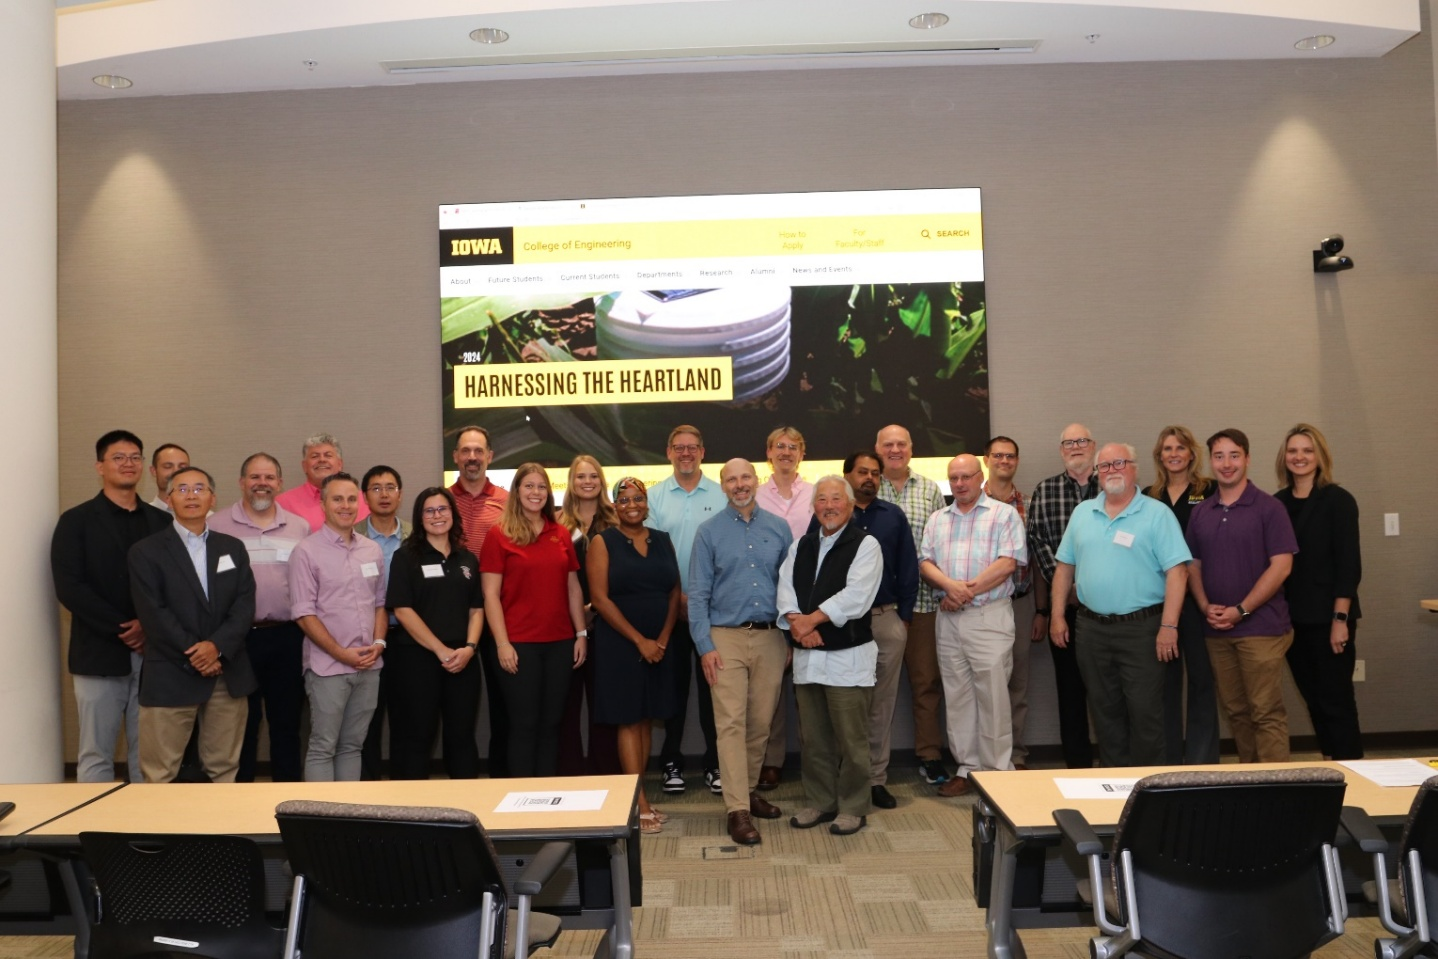 IOWA College of Engineering
How to
Apply
For
Faculty/Staff
SEARCH
About Future Students Current Students Departments Research Alumni News and Events
2024
HARNESSING THE HEARTLAND